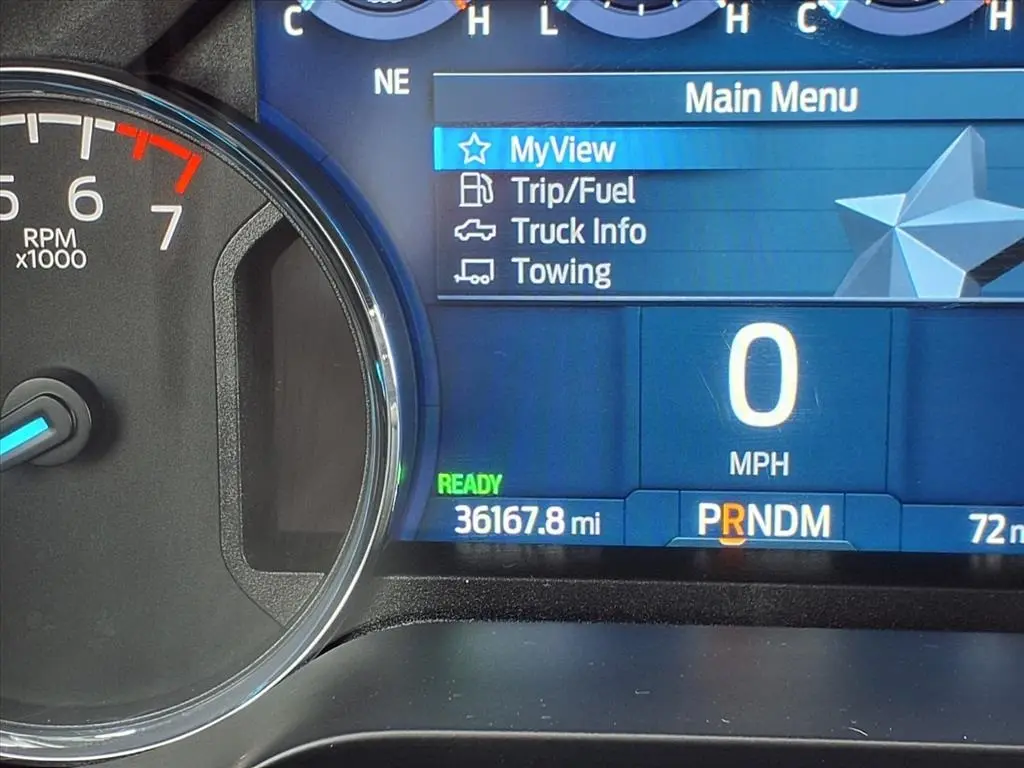 C H L H C H
NE
Main Menu
MyView
Trip/Fuel
Truck Info
Towing
5 6 7
RPM
x1000
0
MPH
READY
36167.8 mi
PRNDM
72